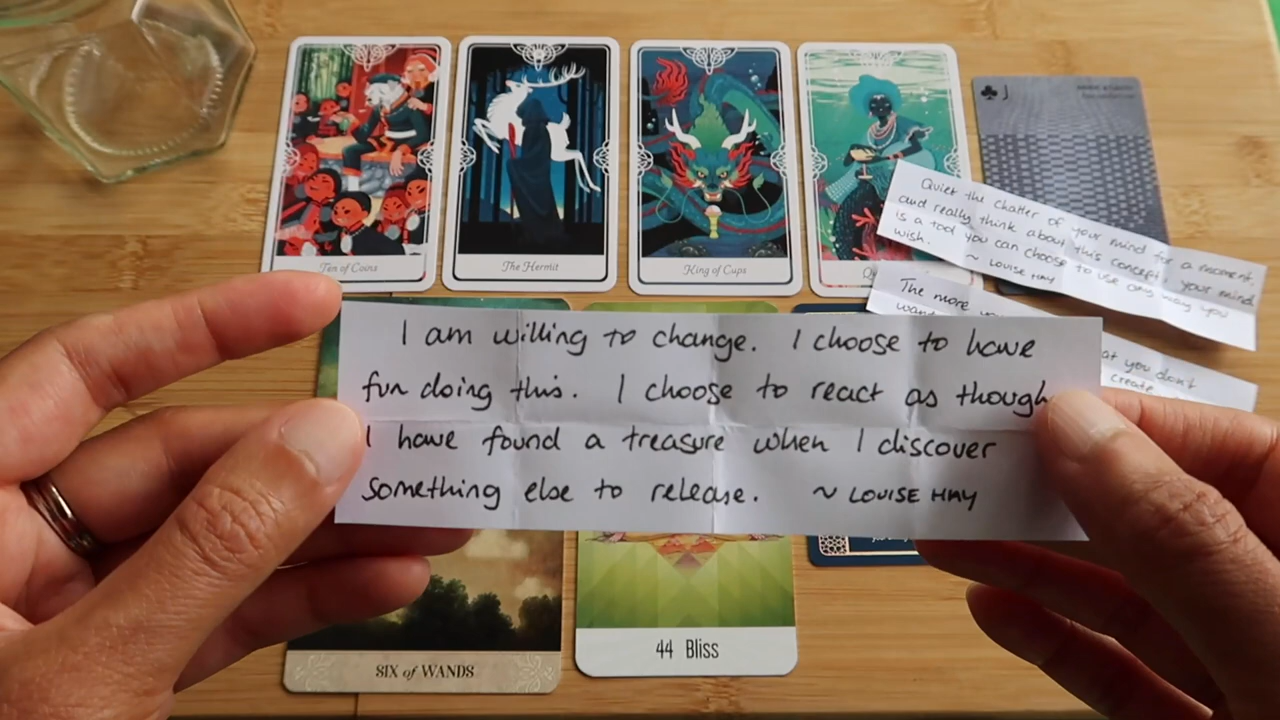 J
Ten of Coins
The Hermit
King of Cups
Quiet the chatter of your mind for a moment,
and really think about this concept, your mind
is a tool you can choose to use any way you
wish.
~ LOUISE HAY
The more
at you don't
create
I am willing to change. I choose to have
fun doing this. I choose to react as though
I have found a treasure when I discover
something else to release. ~ LOUISE HAY
SIX of WANDS
44 Bliss